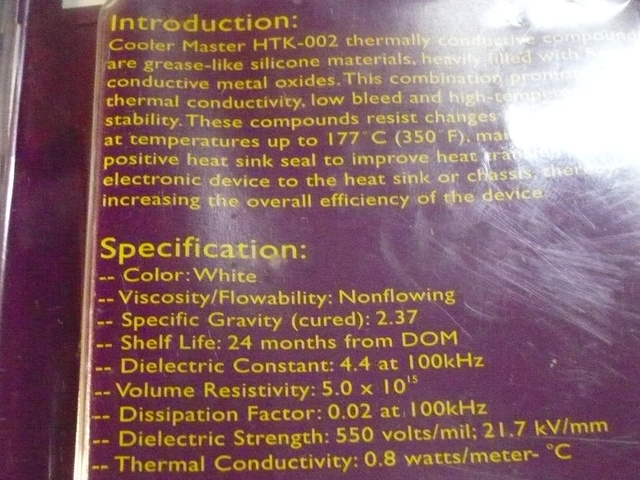 Introduction:
Cooler Master HTK-002 thermally conductive compound
are grease-like silicone materials, heavily filled with
conductive metal oxides. This combination
thermal conductivity, low bleed and
stability. These compounds resist changes
at temperatures up to 177°C (350°F),
positive heat sink seal to improve heat
electronic device to the heat sink or chassis,
increasing the overall efficiency of the device.
Specification:
-- Color: White
-- Viscosity/Flowability: Nonflowing
-- Specific Gravity (cured): 2.37
-- Shelf Life: 24 months from DOM
-- Dielectric Constant: 4.4 at 100kHz
-- Volume Resistivity: 5.0 x 10¹⁵
-- Dissipation Factor: 0.02 at 100kHz
-- Dielectric Strength: 550 volts/mil; 21.7 kV/mm
-- Thermal Conductivity: 0.8 watts/meter- °C